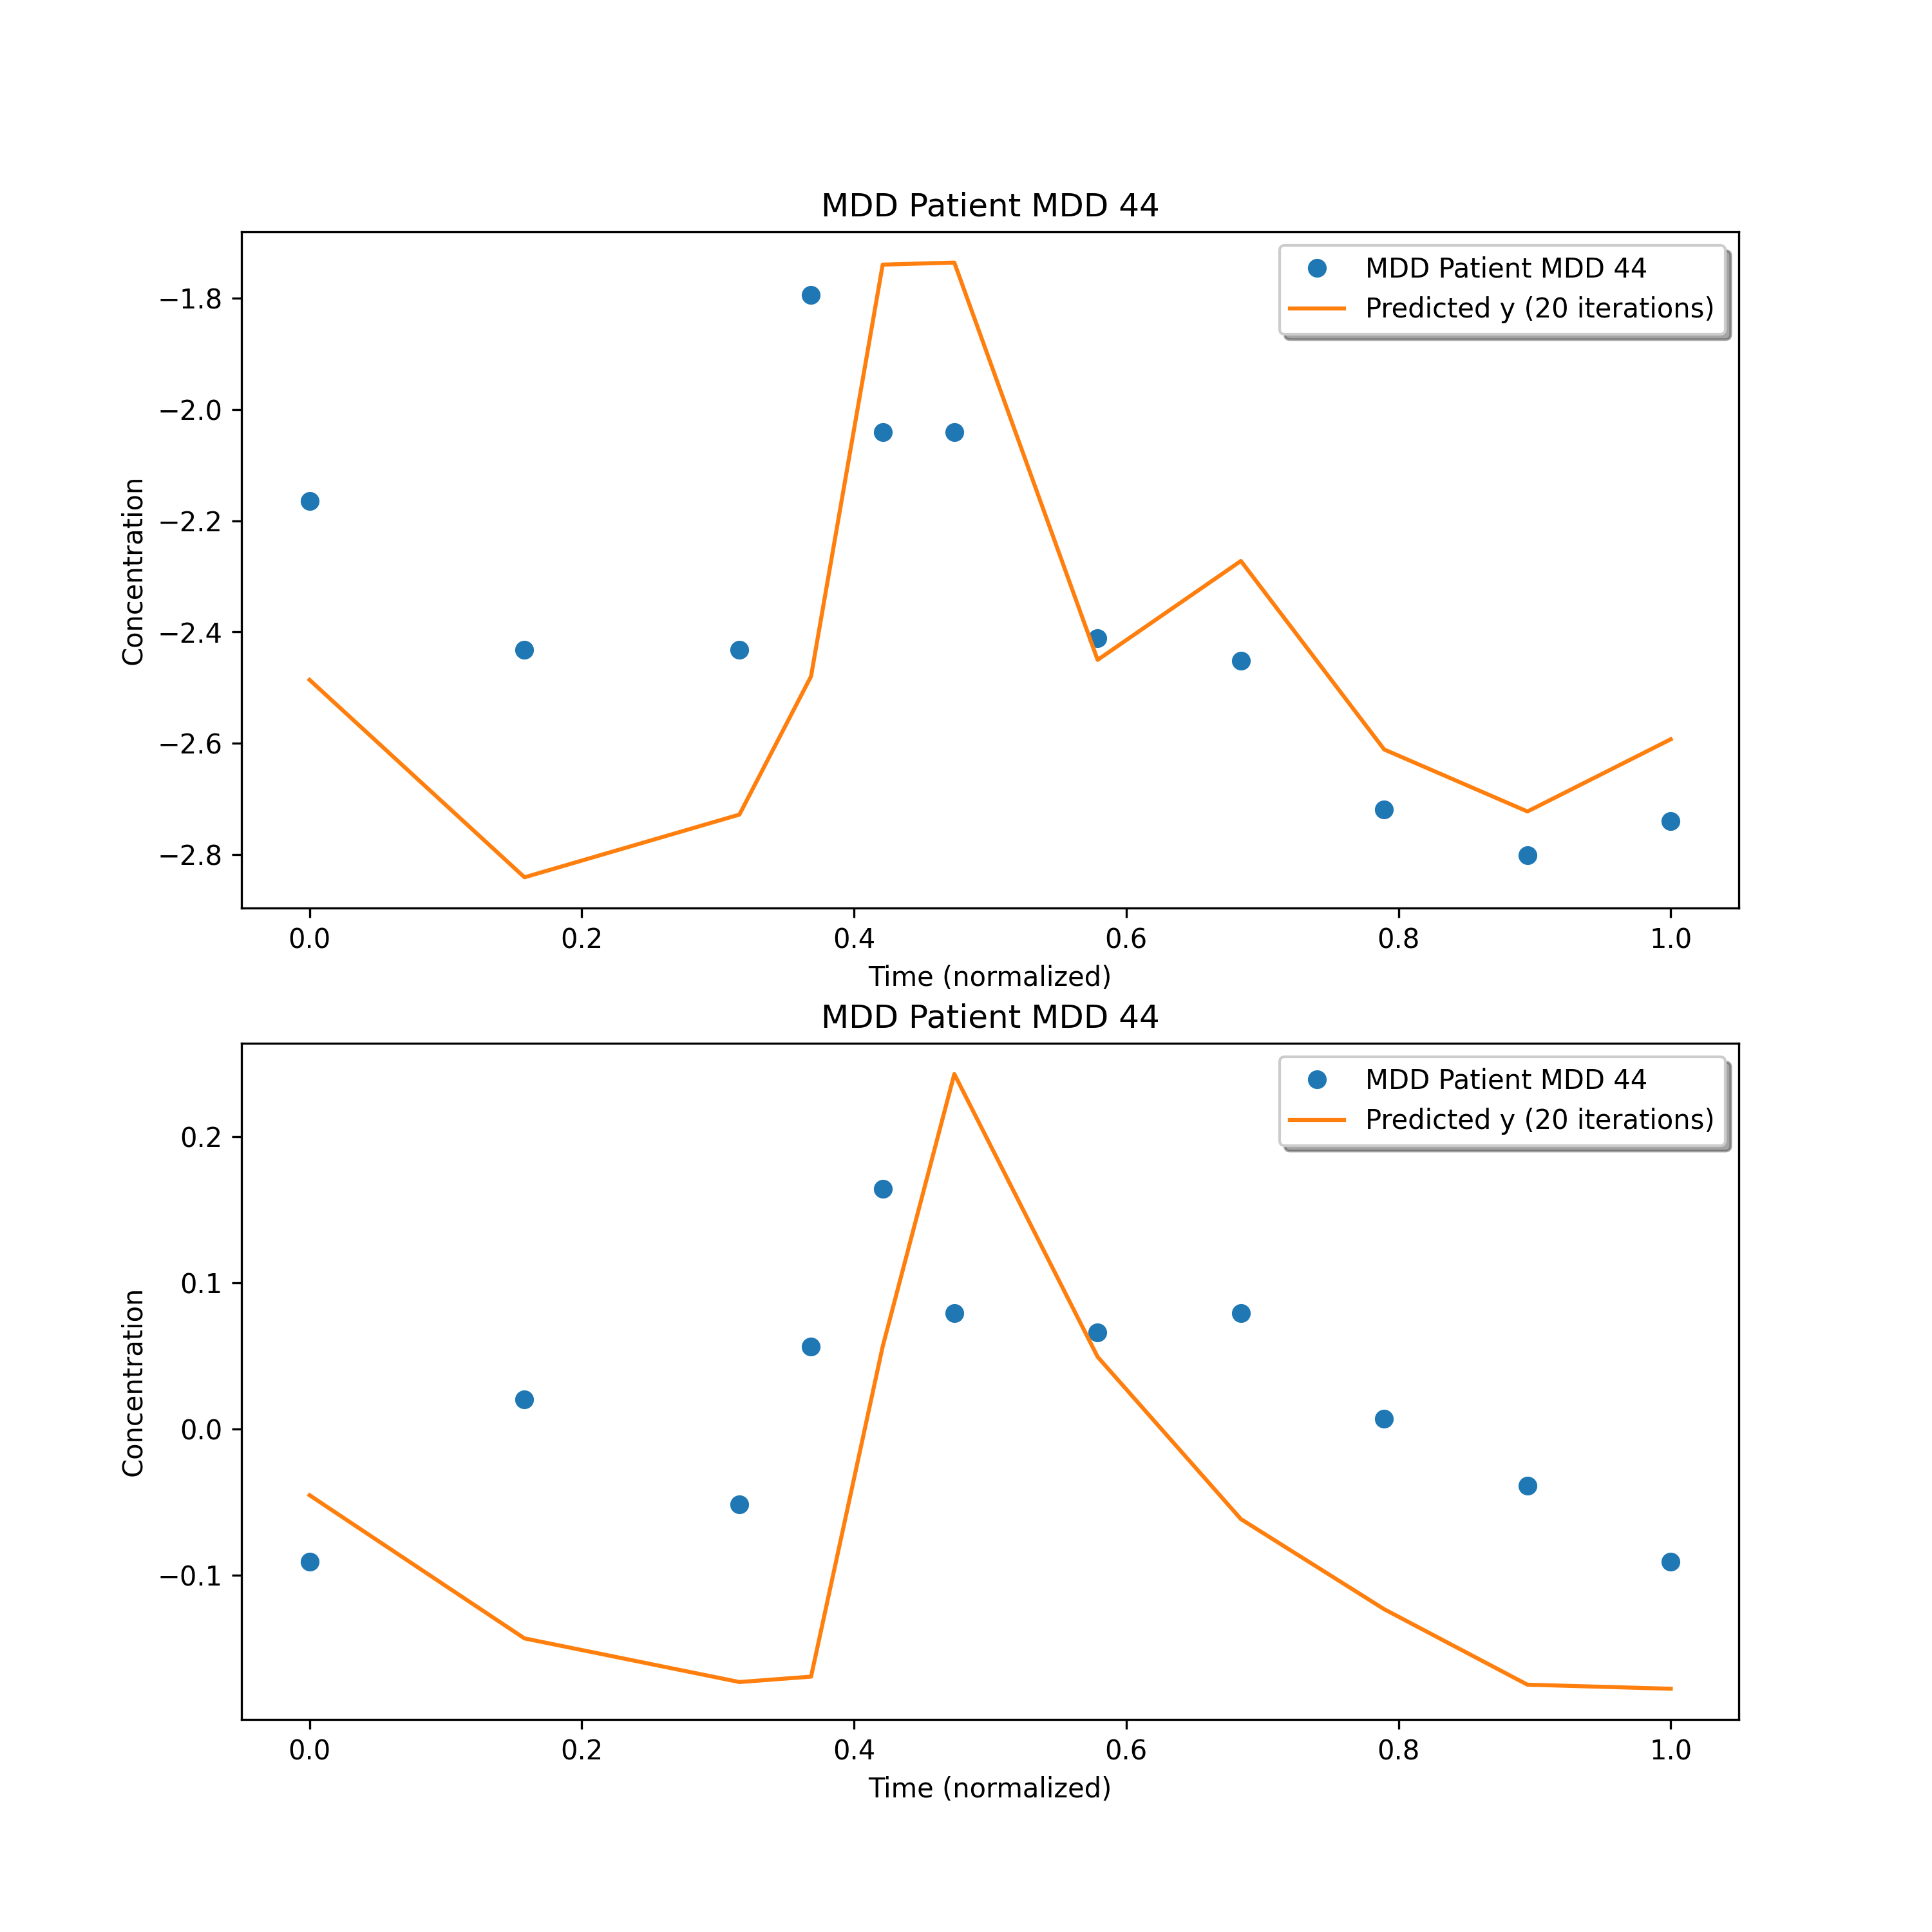 MDD Patient MDD 44
MDD Patient MDD 44
Predicted y (20 iterations)
−1.8
−2.0
−2.2
−2.4
−2.6
−2.8
Concentration
0.0 0.2 0.4 0.6 0.8 1.0
Time (normalized)
MDD Patient MDD 44
MDD Patient MDD 44
Predicted y (20 iterations)
0.2
0.1
0.0
−0.1
Concentration
0.0 0.2 0.4 0.6 0.8 1.0
Time (normalized)